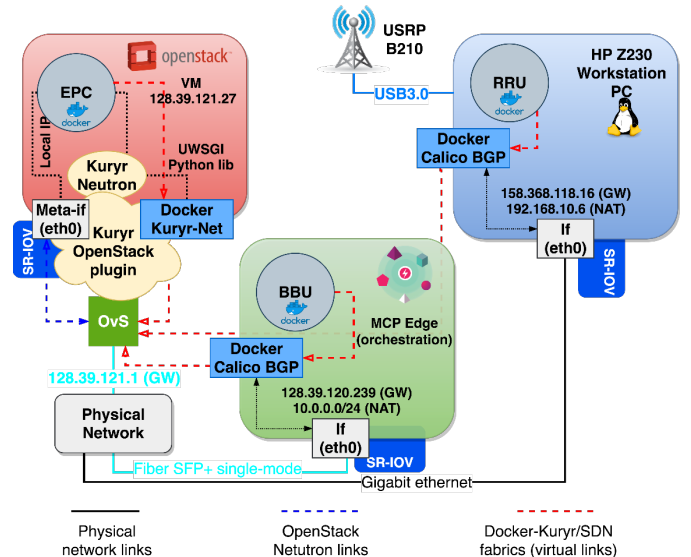 openstack
VM
128.39.121.27
EPC
docker
Local IP
UWSGI
Python lib
Kuryr
Neutron
Meta-if
(eth0)
Docker
Kuryr-Net
SR-IOV
Kuryr
OpenStack
plugin
OvS
128.39.121.1 (GW)
Physical
Network
USRP
B210
USB3.0
HP Z230
Workstation
PC
RRU
docker
Docker
Calico BGP
158.368.118.16 (GW)
192.168.10.6 (NAT)
If
(eth0)
SR-IOV
BBU
docker
MCP Edge
(orchestration)
Docker
Calico BGP
128.39.120.239 (GW)
10.0.0.0/24 (NAT)
If
(eth0)
SR-IOV
Fiber SFP+ single-mode
Gigabit ethernet
Physical
network links
OpenStack
Netutron links
Docker-Kuryr/SDN
fabrics (virtual links)